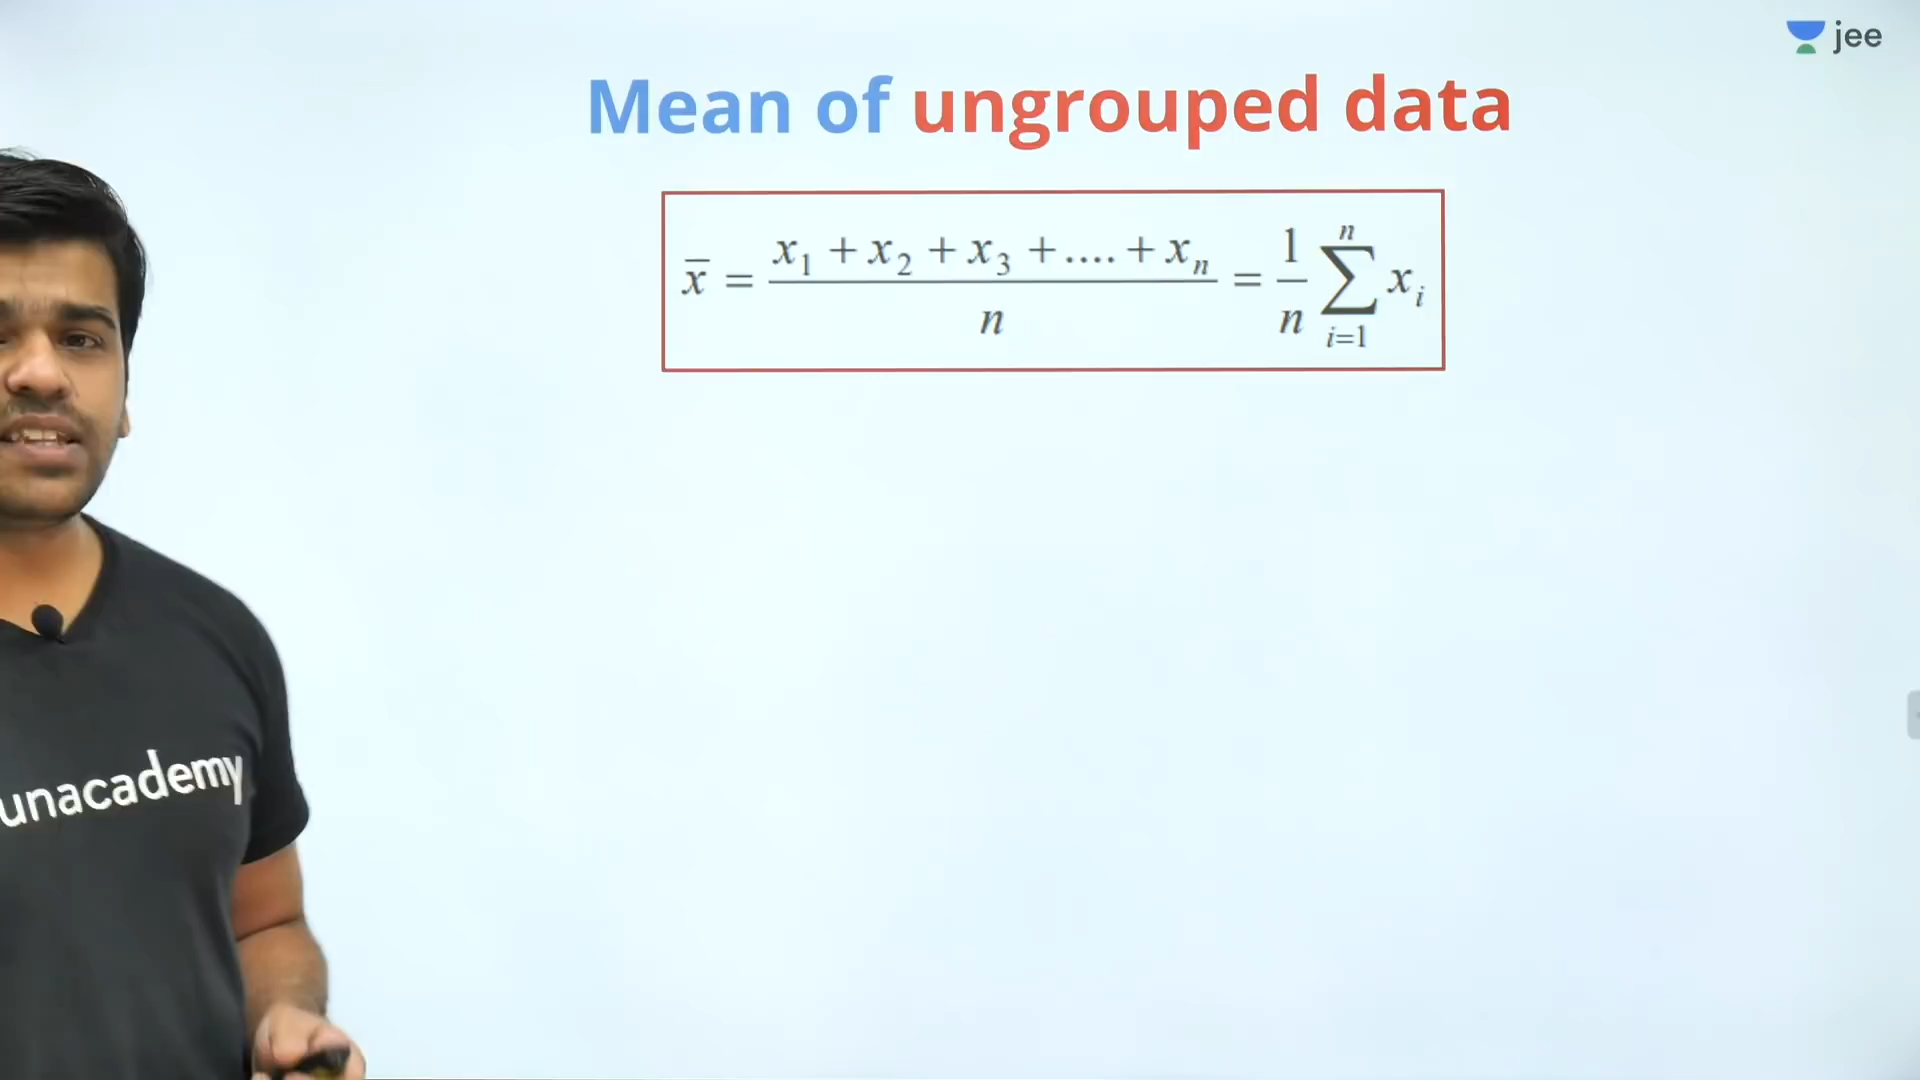 jee
Mean of ungrouped data
x̄ = (x₁ + x₂ + x₃ + .... + xₙ) / n = 1/n ∑ᵢ₌₁ⁿ xᵢ
unacademy